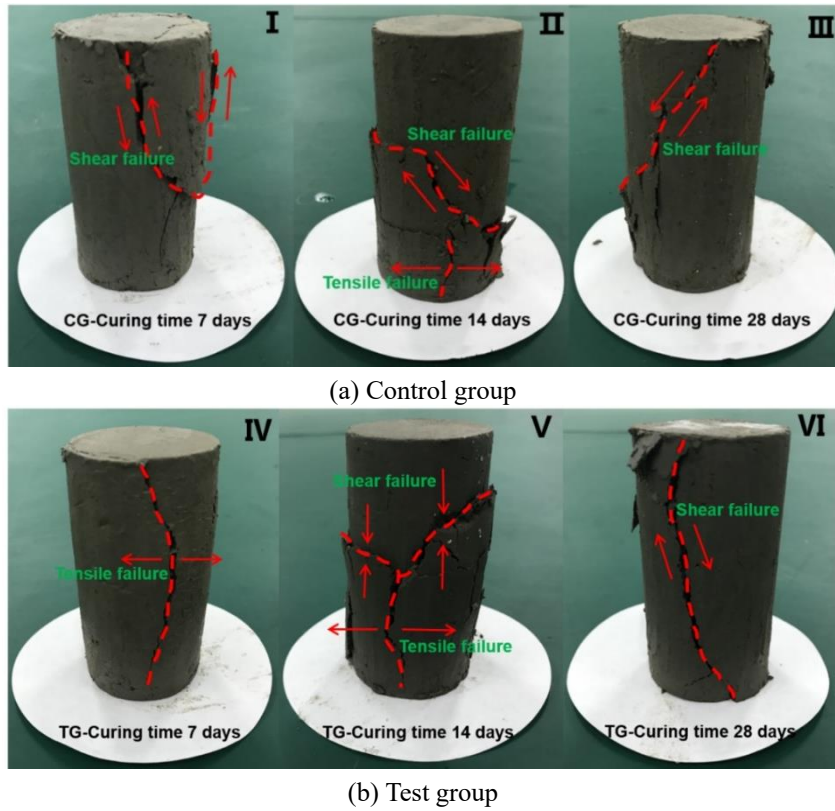 I
Shear failure
CG-Curing time 7 days
II
Shear failure
Tensile failure
CG-Curing time 14 days
III
Shear failure
CG-Curing time 28 days
(a) Control group
IV
Tensile failure
TG-Curing time 7 days
V
Shear failure
Tensile failure
TG-Curing time 14 days
VI
Shear failure
TG-Curing time 28 days
(b) Test group